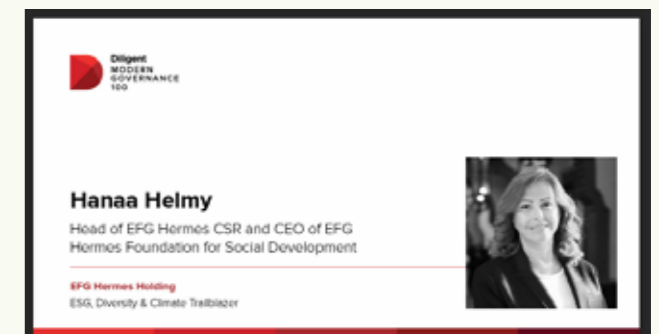 Diligent
MODERN
GOVERNANCE
100
Hanaa Helmy
Head of EFG Hermes CSR and CEO of EFG
Hermes Foundation for Social Development
EFG Hermes Holding
ESG, Diversity & Climate Trailblazer